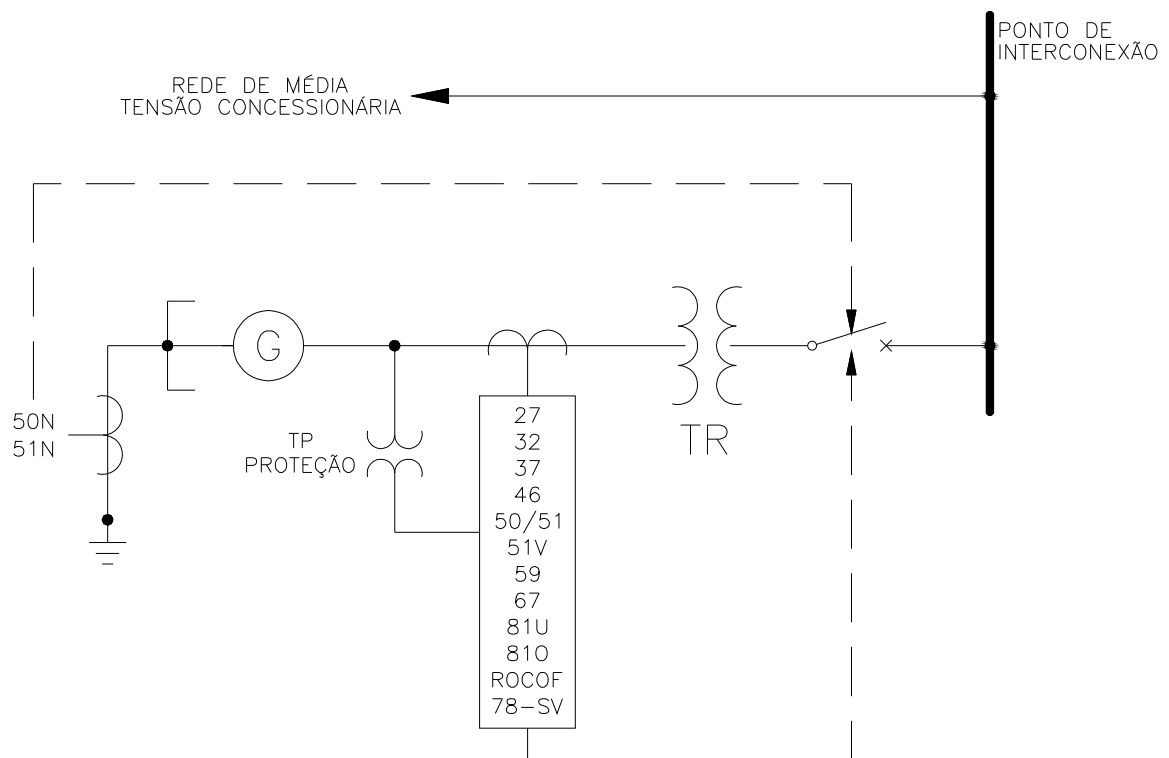 PONTO DE
INTERCONEXÃO
REDE DE MÉDIA
TENSÃO CONCESSIONÁRIA
G
50N
51N
TP
PROTEÇÃO
27
32
37
46
50/51
51V
59
67
81U
81O
ROCOF
78-SV
TR